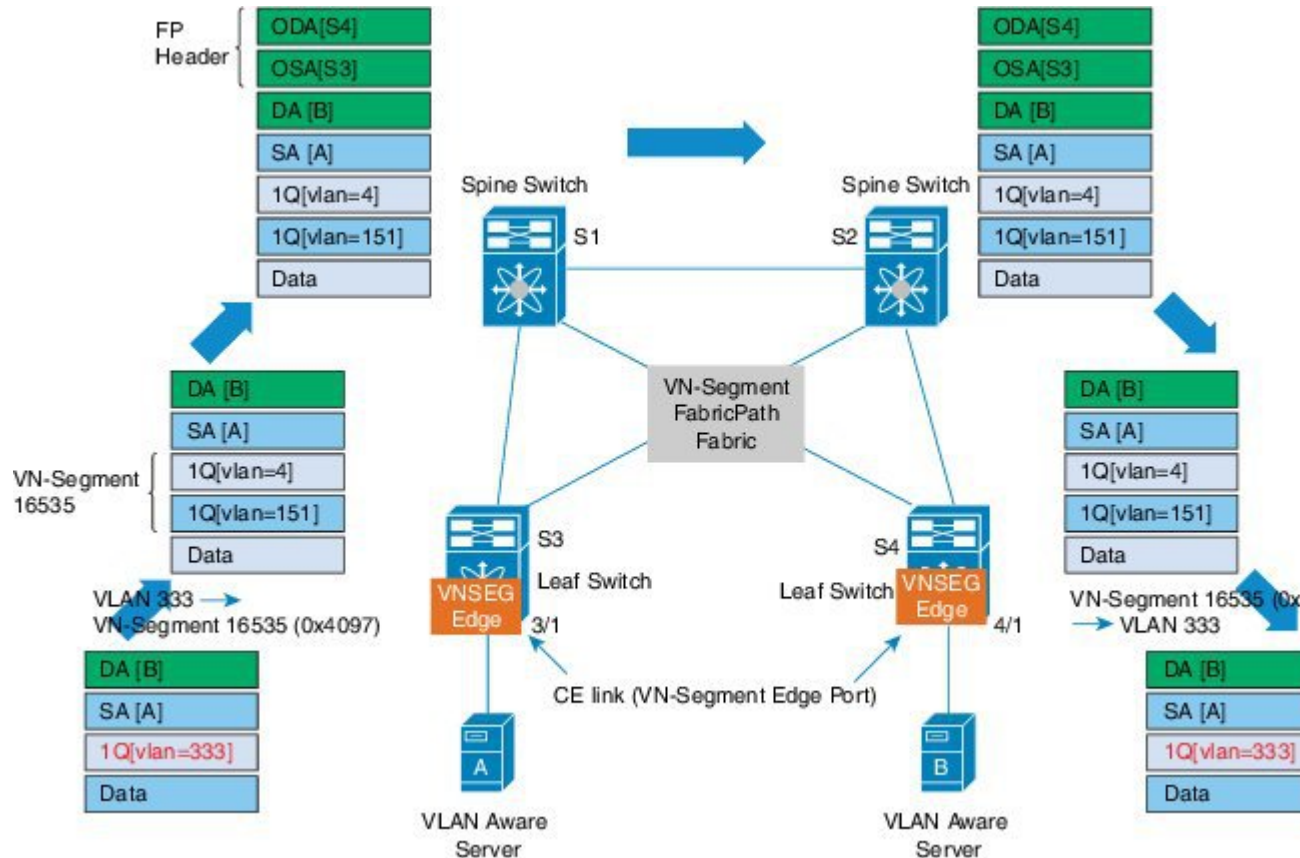 FP
Header
ODA[S4]
OSA[S3]
DA [B]
SA [A]
1Q[vlan=4]
1Q[vlan=151]
Data
ODA[S4]
OSA[S3]
DA [B]
SA [A]
1Q[vlan=4]
1Q[vlan=151]
Data
Spine Switch
S1
Spine Switch
S2
VN-Segment
FabricPath
Fabric
VN-Segment
16535
DA [B]
SA [A]
1Q[vlan=4]
1Q[vlan=151]
Data
DA [B]
SA [A]
1Q[vlan=4]
1Q[vlan=151]
Data
S3
Leaf Switch
VNSEG
Edge
3/1
S4
Leaf Switch
VNSEG
Edge
4/1
VLAN 333
VN-Segment 16535 (0x4097)
VN-Segment 16535 (0x
VLAN 333
CE link (VN-Segment Edge Port)
DA [B]
SA [A]
1Q[vlan=333]
Data
DA [B]
SA [A]
1Q[vlan=333]
Data
A
VLAN Aware
Server
B
VLAN Aware
Server